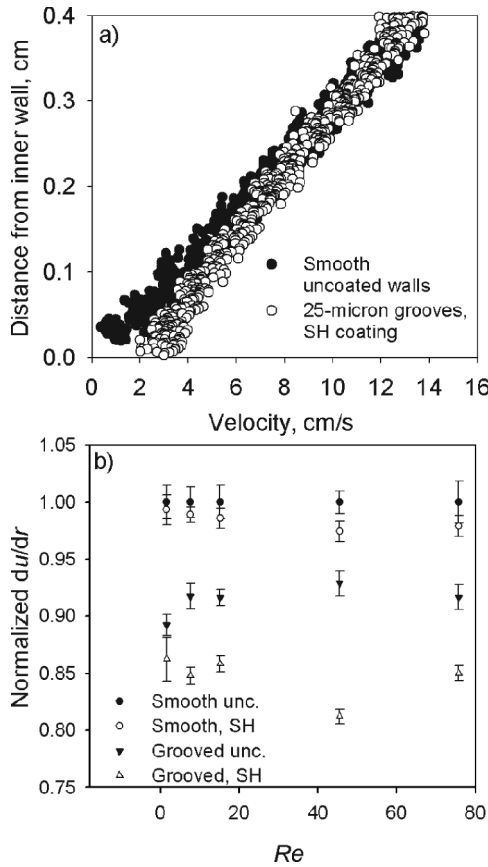 a)
0.4
0.3
0.2
0.1
0.0
Distance from inner wall, cm
Smooth
uncoated walls
25-micron grooves,
SH coating
0 2 4 6 8 10 12 14 16
Velocity, cm/s
b)
1.05
1.00
0.95
0.90
0.85
0.80
0.75
Normalized du/dr
Smooth unc.
Smooth, SH
Grooved unc.
Grooved, SH
0 20 40 60 80
Re